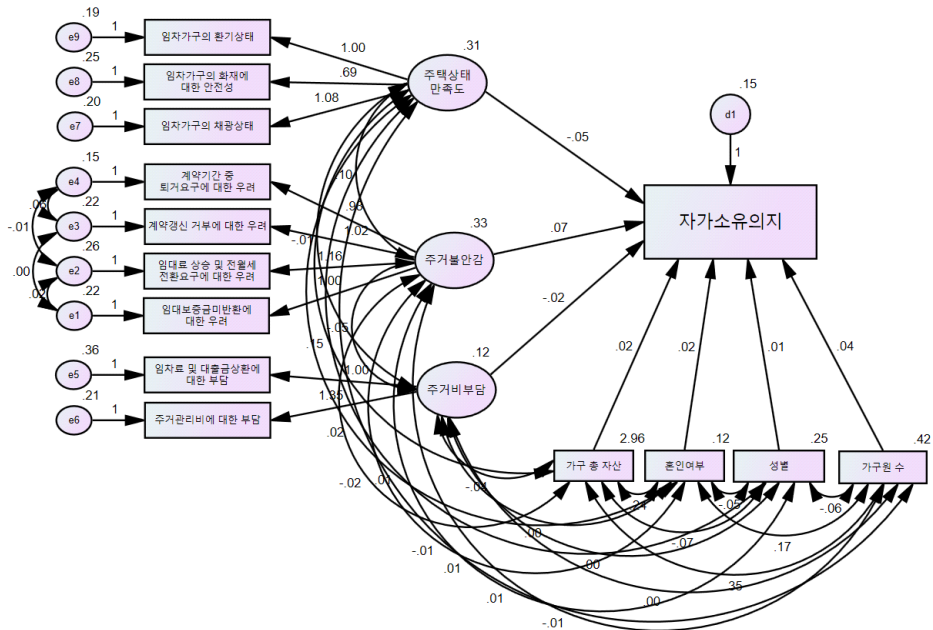 .19
e9
1
임차가구의 환기상태
.25
e8
1
임차가구의 화재에
대한 안전성
.20
e7
1
임차가구의 채광상태
.15
e4
1
계약기간 중
퇴거요구에 대한 우려
.22
e3
1
계약갱신 거부에 대한 우려
.26
e2
1
임대료 상승 및 전월세
전환요구에 대한 우려
.22
e1
1
임대보증금미반환에
대한 우려
-.01
.00
.02
.36
e5
1
임차료 및 대출금상환에
대한 부담
.21
e6
1
주거관리비에 대한 부담
1.00
.69
1.08
.31
주택상태
만족도
.10
1.02
-.01
1.16
1.00
.33
주거불안감
-.05
.15
1.00
1.35
.12
주거비부담
-.05
.07
-.02
.15
d1
1
자가소유의지
.02
.02
.01
.04
2.96
가구 총 자산
.12
혼인여부
.25
성별
.42
가구원 수
.02
-.02
.01
-.04
.24
-.05
-.06
-.01
.01
.00
-.07
.17
.00
.00
.35
.01
-.01